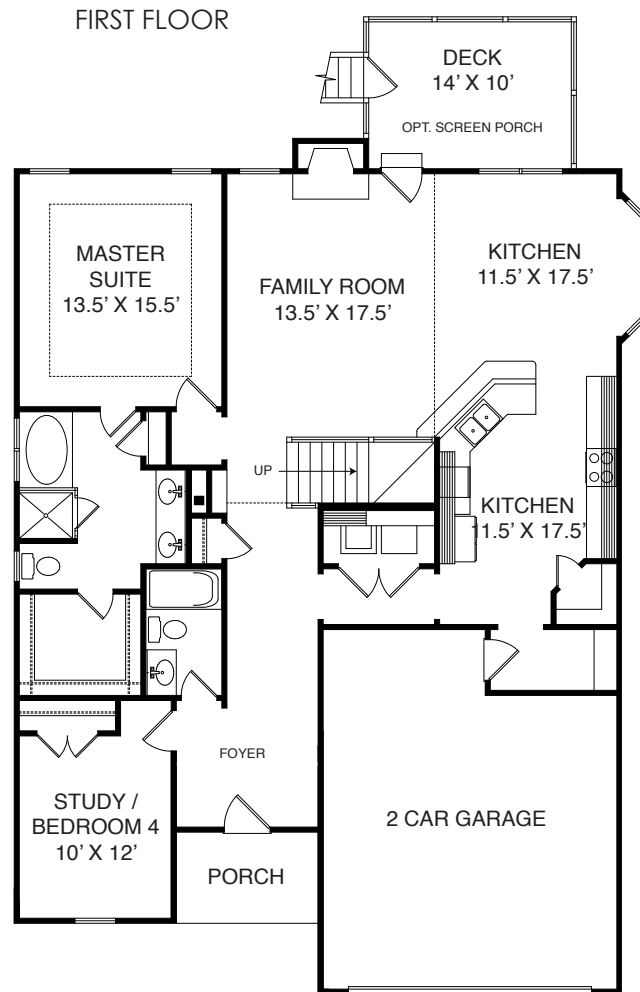 FIRST FLOOR
DECK
14’ X 10’
OPT. SCREEN PORCH
MASTER
SUITE
13.5’ X 15.5’
FAMILY ROOM
13.5’ X 17.5’
KITCHEN
11.5’ X 17.5’
UP
KITCHEN
11.5’ X 17.5’
FOYER
STUDY /
BEDROOM 4
10’ X 12’
2 CAR GARAGE
PORCH